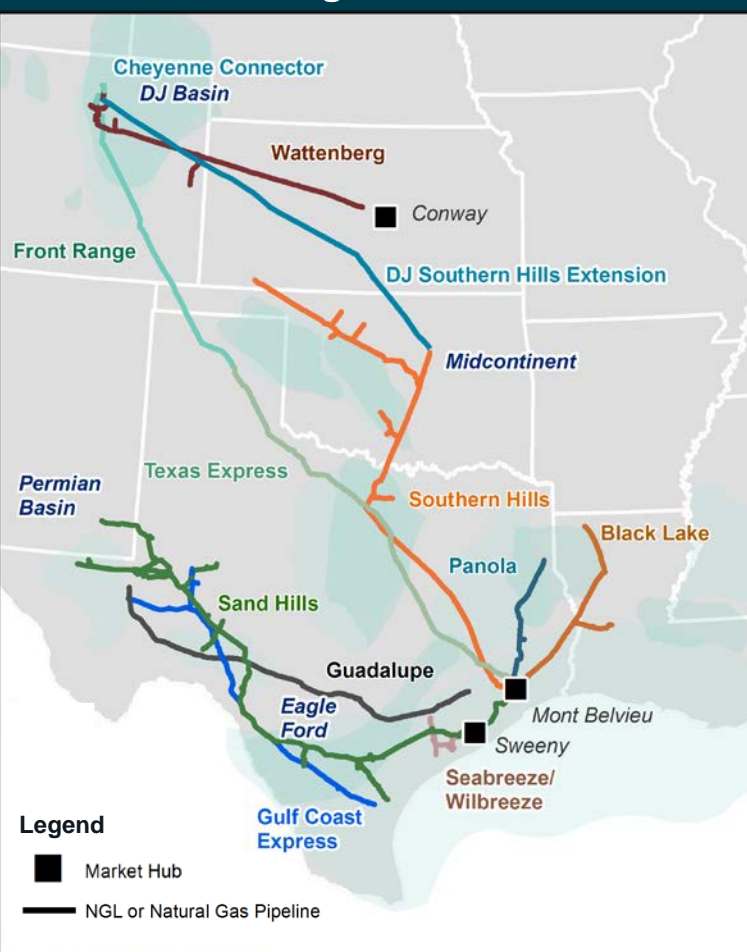 Cheyenne Connector
DJ Basin
Wattenberg
Conway
Front Range
DJ Southern Hills Extension
Midcontinent
Texas Express
Permian
Basin
Southern Hills
Black Lake
Panola
Sand Hills
Guadalupe
Eagle
Ford
Mont Belvieu
Sweeny
Seabreeze/
Wilbreeze
Gulf Coast
Express
Legend
Market Hub
NGL or Natural Gas Pipeline